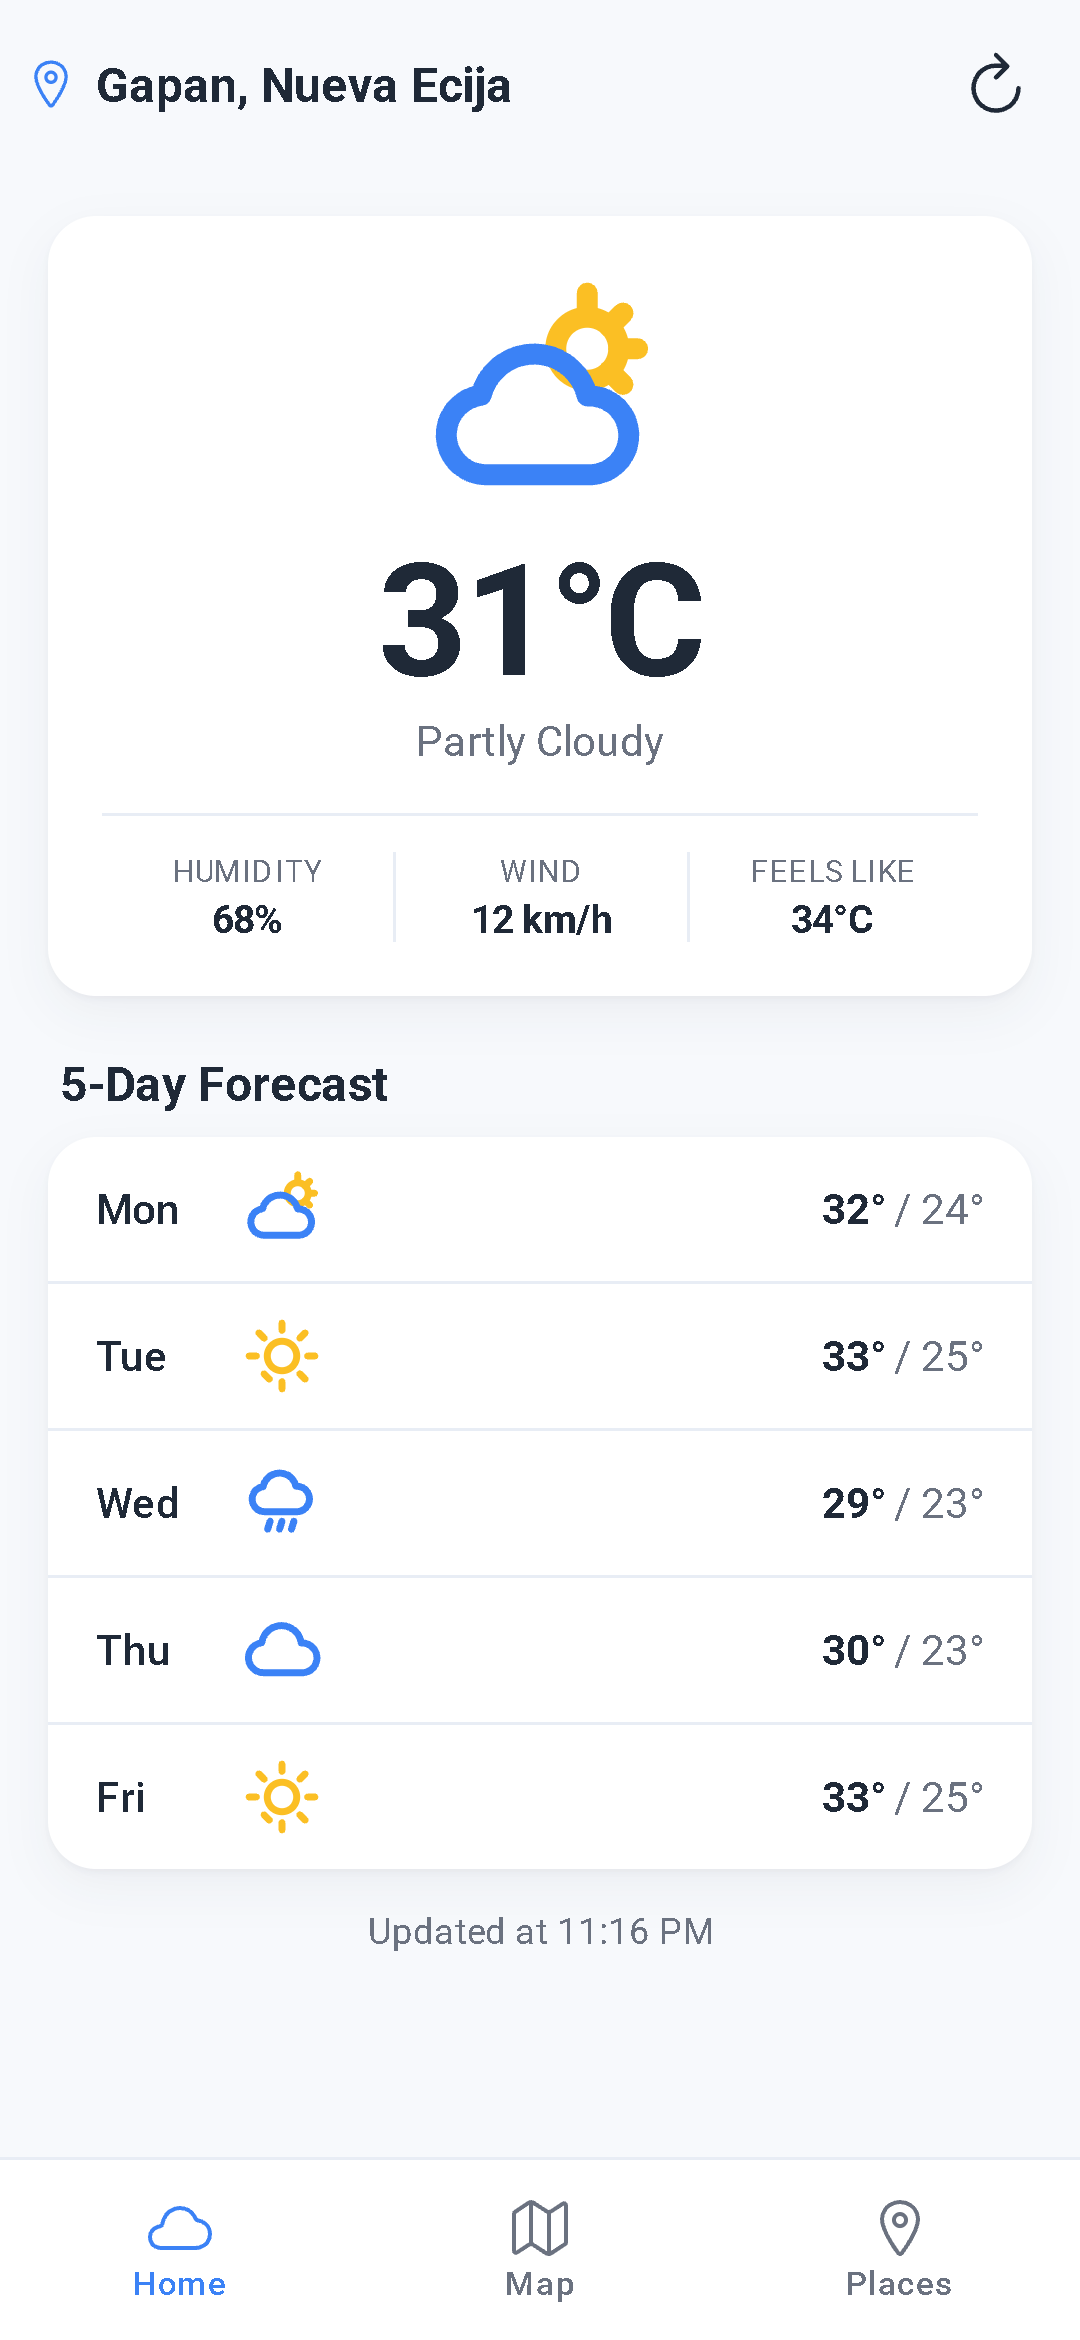 Gapan, Nueva Ecija
31°C
Partly Cloudy
HUMIDITY WIND FEELS LIKE
68% 12 km/h 34°C
5-Day Forecast
Mon 32° / 24°
Tue 33° / 25°
Wed 29° / 23°
Thu 30° / 23°
Fri 33° / 25°
Updated at 11:16 PM
Home Map Places